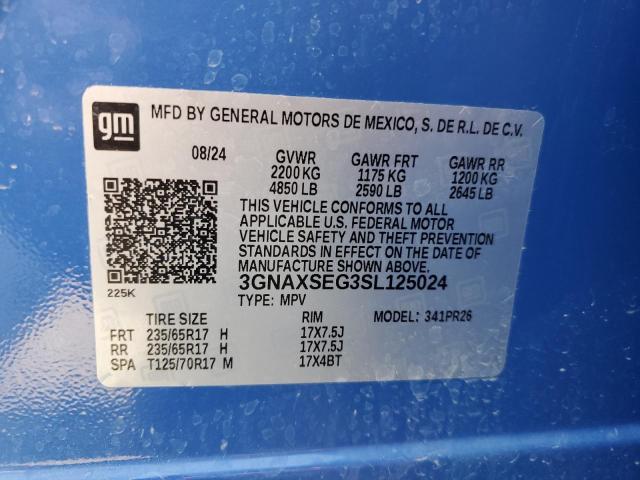 gm
MFD BY GENERAL MOTORS DE MEXICO, S. DE R.L. DE C.V.
08/24 GVWR GAWR FRT GAWR RR
2200 KG 1175 KG 1200 KG
4850 LB 2590 LB 2645 LB
THIS VEHICLE CONFORMS TO ALL
APPLICABLE U.S. FEDERAL MOTOR
VEHICLE SAFETY AND THEFT PREVENTION
STANDARDS IN EFFECT ON THE DATE OF
MANUFACTURE SHOWN ABOVE.
3GNAXSEG3SL125024
225K
TYPE: MPV
TIRE SIZE RIM MODEL: 341PR26
FRT 235/65R17 H 17X7.5J
RR 235/65R17 H 17X7.5J
SPA T125/70R17 M 17X4BT